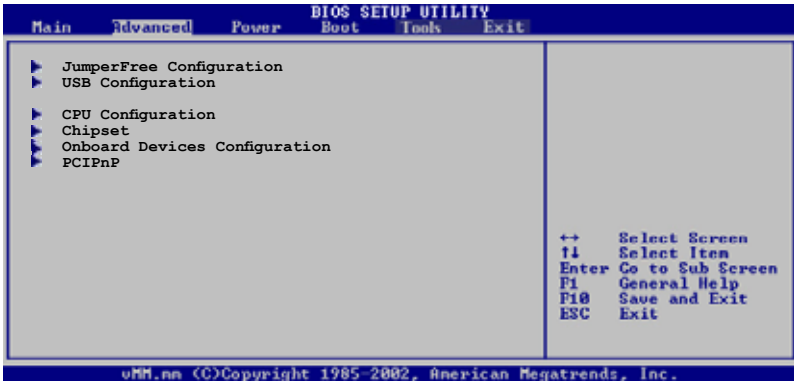 BIOS SETUP UTILITY
Main Advanced Power Boot Tools Exit
JumperFree Configuration
USB Configuration
CPU Configuration
Chipset
Onboard Devices Configuration
PCIPnP
←→ Select Screen
↑↓ Select Item
Enter Go to Sub Screen
F1 General Help
F10 Save and Exit
ESC Exit
vMM.nn (C)Copyright 1985-2002, American Megatrends, Inc.